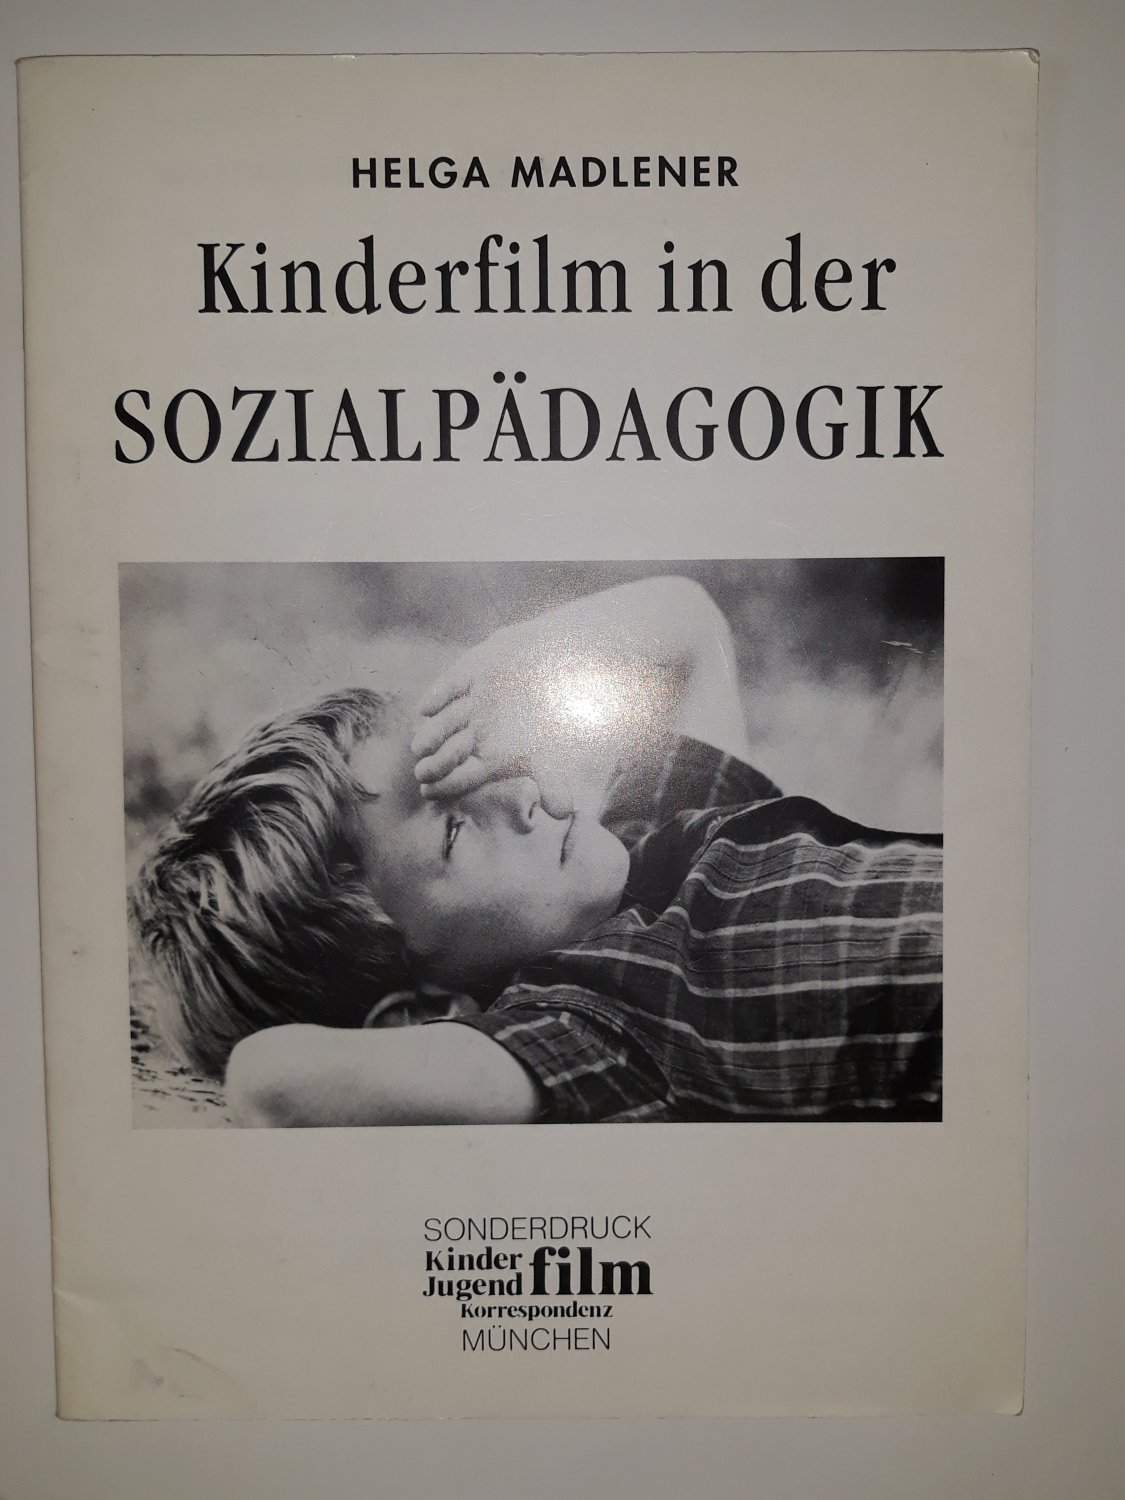 HELGA MADLENER
Kinderfilm in der
SOZIALPÄDAGOGIK
SONDERDRUCK
Kinder
Jugend film
Korrespondenz
MÜNCHEN